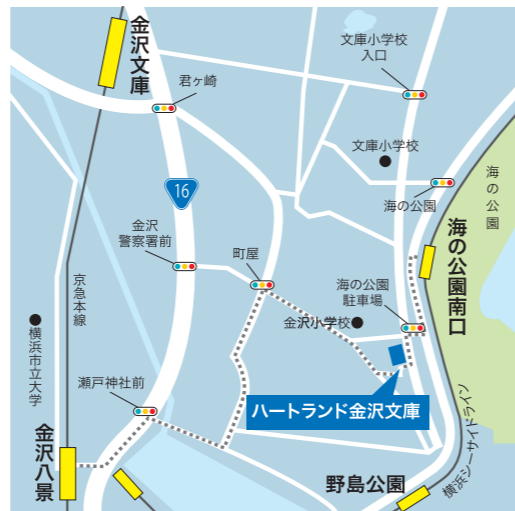 金沢文庫
君ヶ崎
文庫小学校
入口
文庫小学校
海の公園
海の公園
16
金沢
警察署前
町屋
海の公園南口
海の公園
駐車場
金沢小学校
京急本線
横浜市立大学
瀬戸神社前
ハートランド金沢文庫
金沢八景
野島公園
横浜シーサイドライン